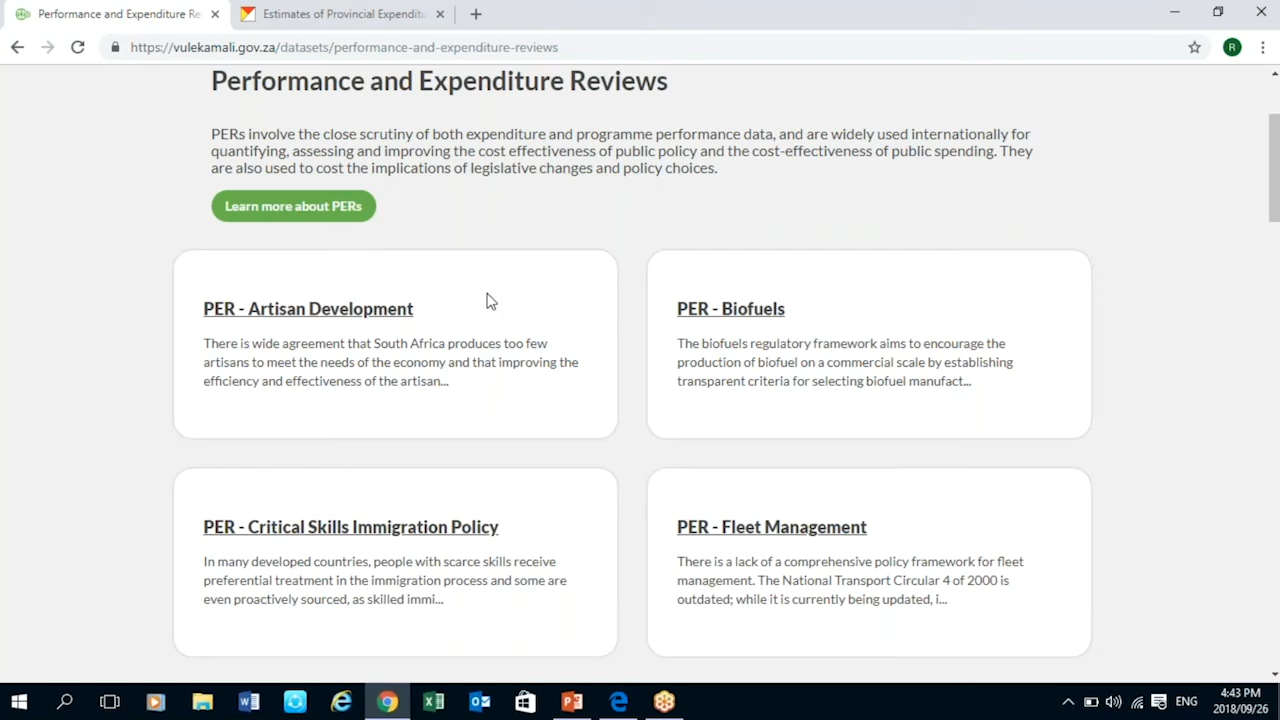 Performance and Expenditure Re
Estimates of Provincial Expenditu
https://vulekamali.gov.za/datasets/performance-and-expenditure-reviews
R
Performance and Expenditure Reviews
PERs involve the close scrutiny of both expenditure and programme performance data, and are widely used internationally for
quantifying, assessing and improving the cost effectiveness of public policy and the cost-effectiveness of public spending. They
are also used to cost the implications of legislative changes and policy choices.
Learn more about PERs
PER - Artisan Development
There is wide agreement that South Africa produces too few
artisans to meet the needs of the economy and that improving the
efficiency and effectiveness of the artisan...
PER - Biofuels
The biofuels regulatory framework aims to encourage the
production of biofuel on a commercial scale by establishing
transparent criteria for selecting biofuel manufact...
PER - Critical Skills Immigration Policy
In many developed countries, people with scarce skills receive
preferential treatment in the immigration process and some are
even proactively sourced, as skilled immi...
PER - Fleet Management
There is a lack of a comprehensive policy framework for fleet
management. The National Transport Circular 4 of 2000 is
outdated; while it is currently being updated, i...
ENG
4:43 PM
2018/09/26